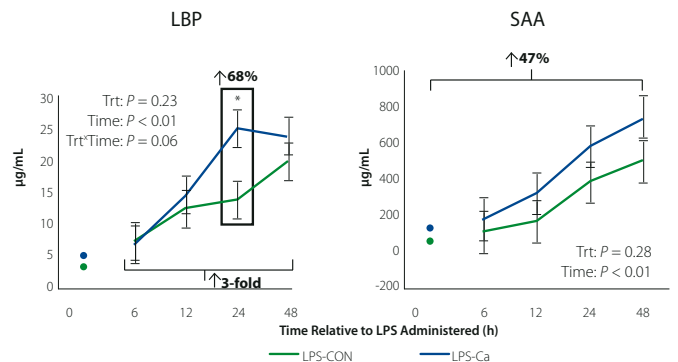 LBP
SAA
↑68%
*
Trt: P = 0.23
Time: P < 0.01
Trt*Time: P = 0.06
µg/mL
30
25
20
15
10
5
0
↑3-fold
0 6 12 24 48
↑47%
µg/mL
1000
800
600
400
200
0
-200
Trt: P = 0.28
Time: P < 0.01
0 6 12 24 48
Time Relative to LPS Administered (h)
LPS-CON LPS-Ca